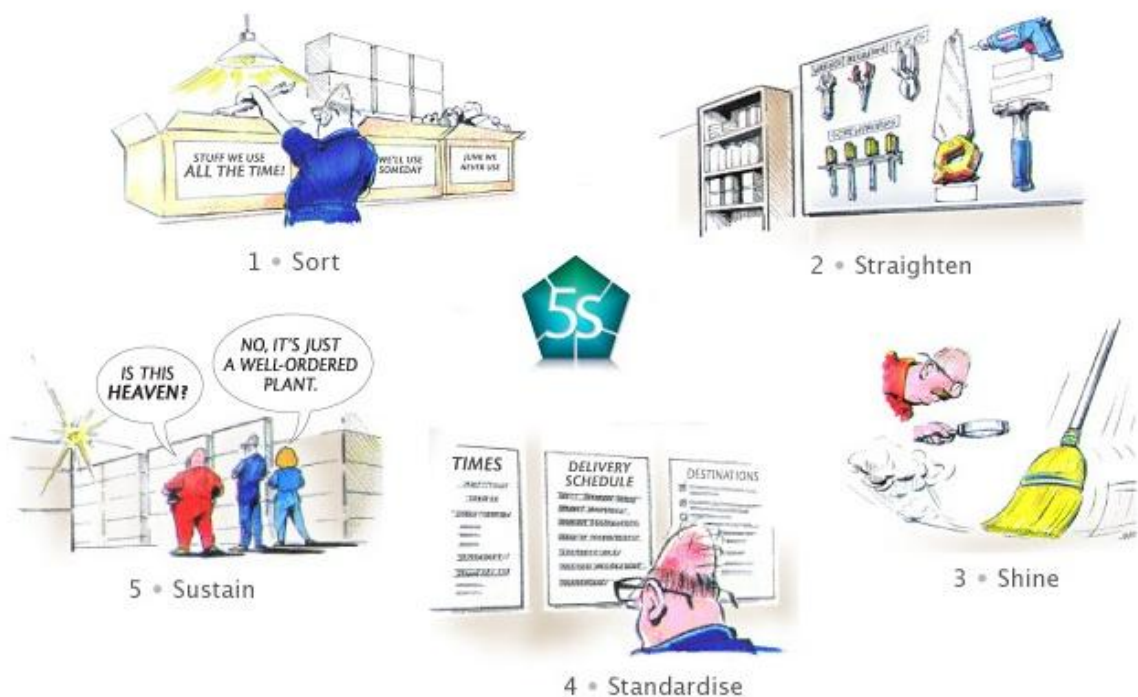 STUFF WE USE
ALL THE TIME!
WE'LL USE
SOMEDAY
JUNK WE
NEVER USE
1 • Sort
2 • Straighten
5S
IS THIS
HEAVEN?
NO, IT'S JUST
A WELL-ORDERED
PLANT.
5 • Sustain
TIMES
DELIVERY
SCHEDULE
DESTINATIONS
4 • Standardise
3 • Shine